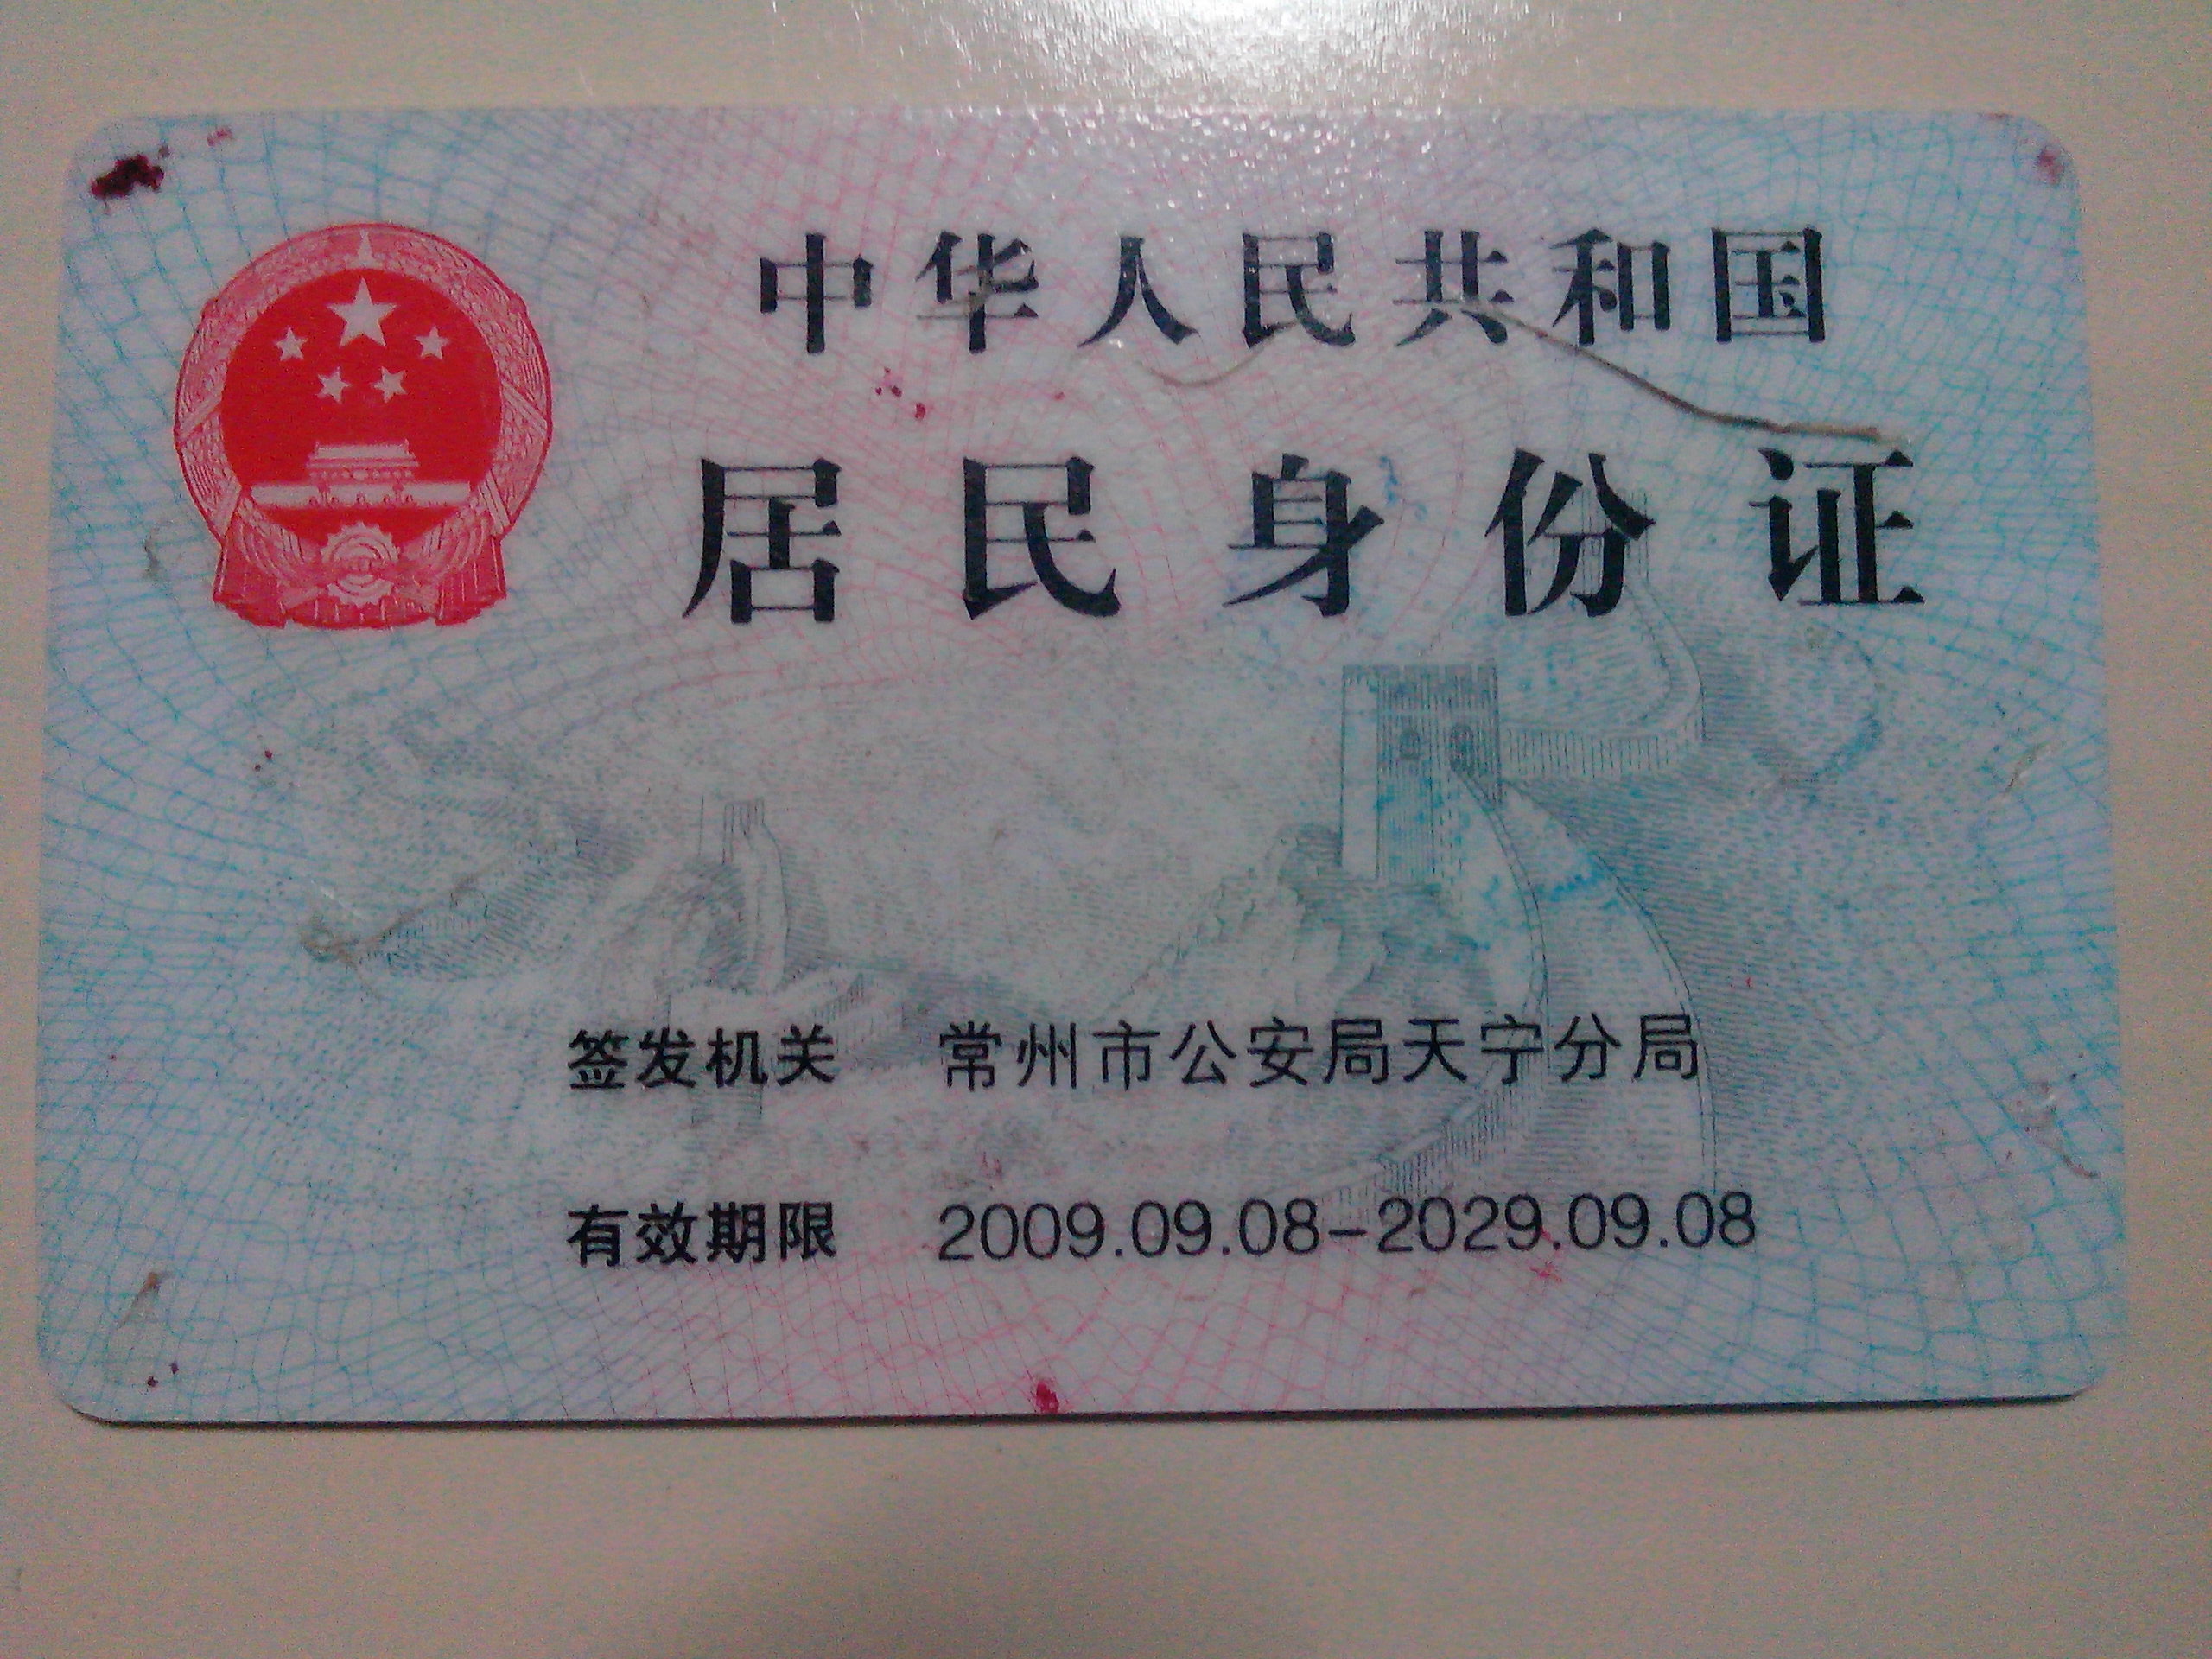 中华人民共和国
居民身份证
签发机关 常州市公安局天宁分局
有效期限 2009.09.08-2029.09.08